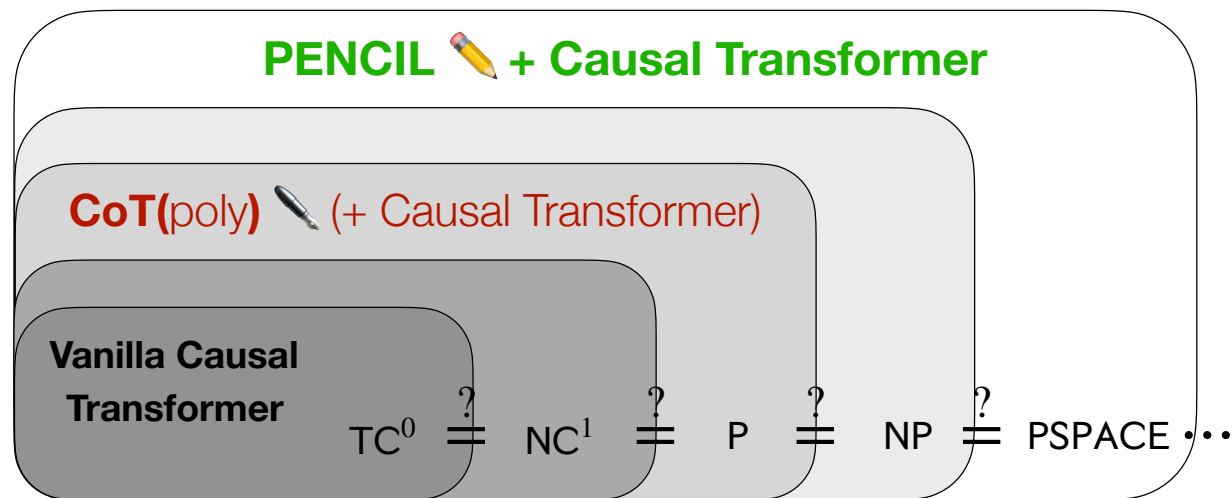 PENCIL ✏️ + Causal Transformer
CoT(poly) ✒️ (+ Causal Transformer)
Vanilla Causal
Transformer
TC⁰ ≟ NC¹ ≟ P ≟ NP ≟ PSPACE ⋯